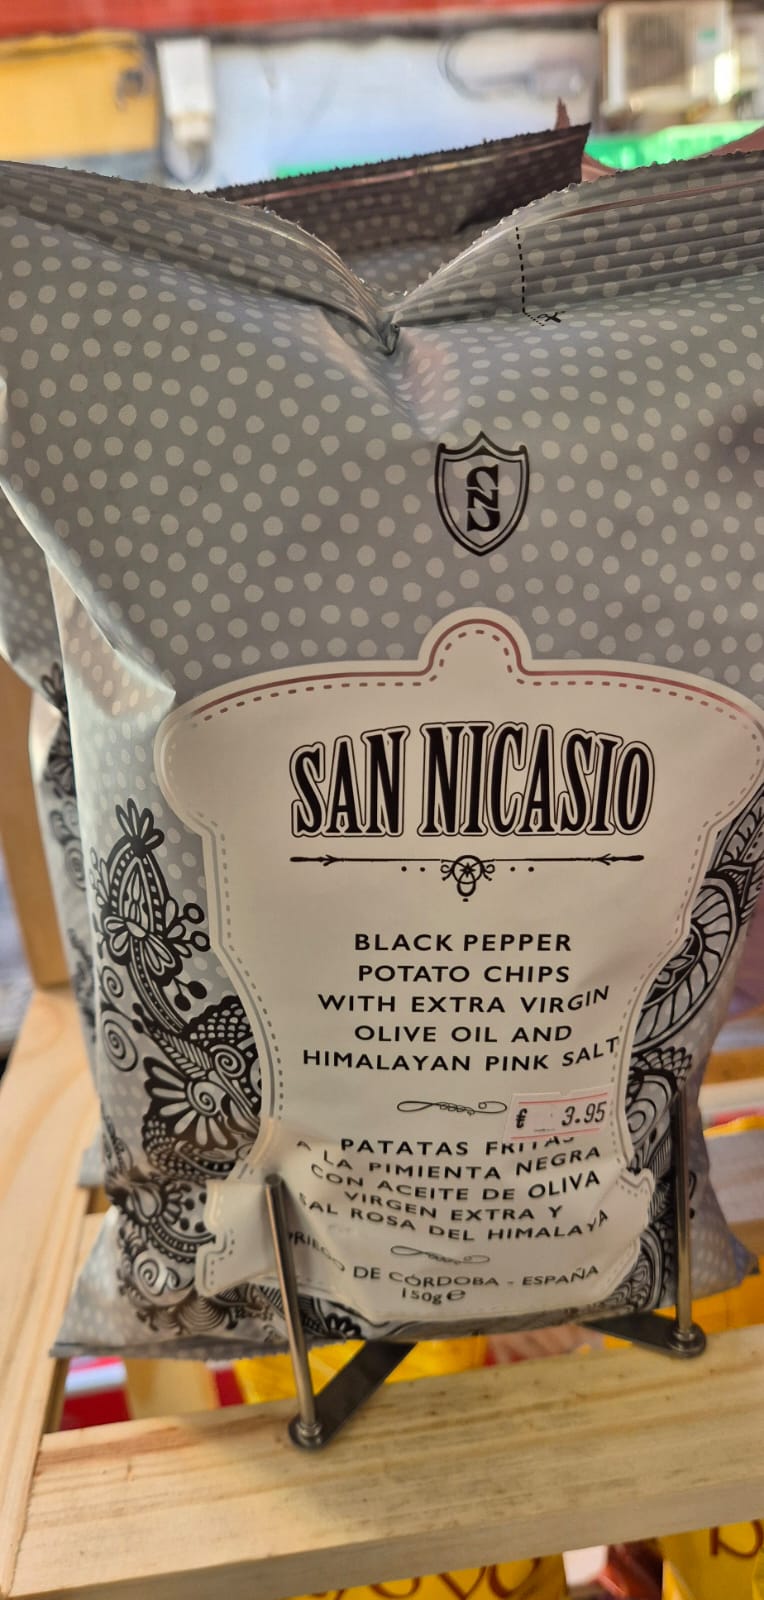 SN
SAN NICASIO
BLACK PEPPER
POTATO CHIPS
WITH EXTRA VIRGIN
OLIVE OIL AND
HIMALAYAN PINK SALT
€ 3.95
PATATAS FRITAS
A LA PIMIENTA NEGRA
CON ACEITE DE OLIVA
VIRGEN EXTRA Y
SAL ROSA DEL HIMALAYA
PRIEGO DE CÓRDOBA - ESPAÑA
150g e